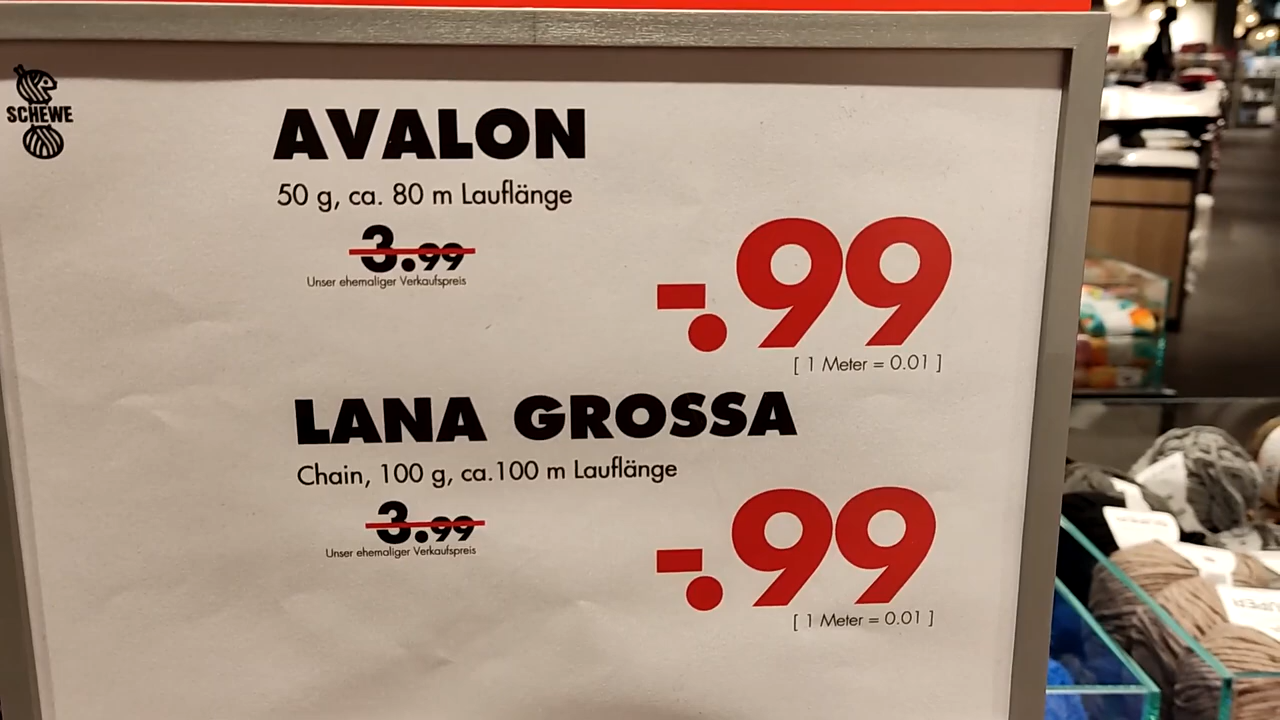 SCHEWE
AVALON
50 g, ca. 80 m Lauflänge
3.99
Unser ehemaliger Verkaufspreis
-.99
[ 1 Meter = 0.01 ]
LANA GROSSA
Chain, 100 g, ca.100 m Lauflänge
3.99
Unser ehemaliger Verkaufspreis
-.99
[ 1 Meter = 0.01 ]